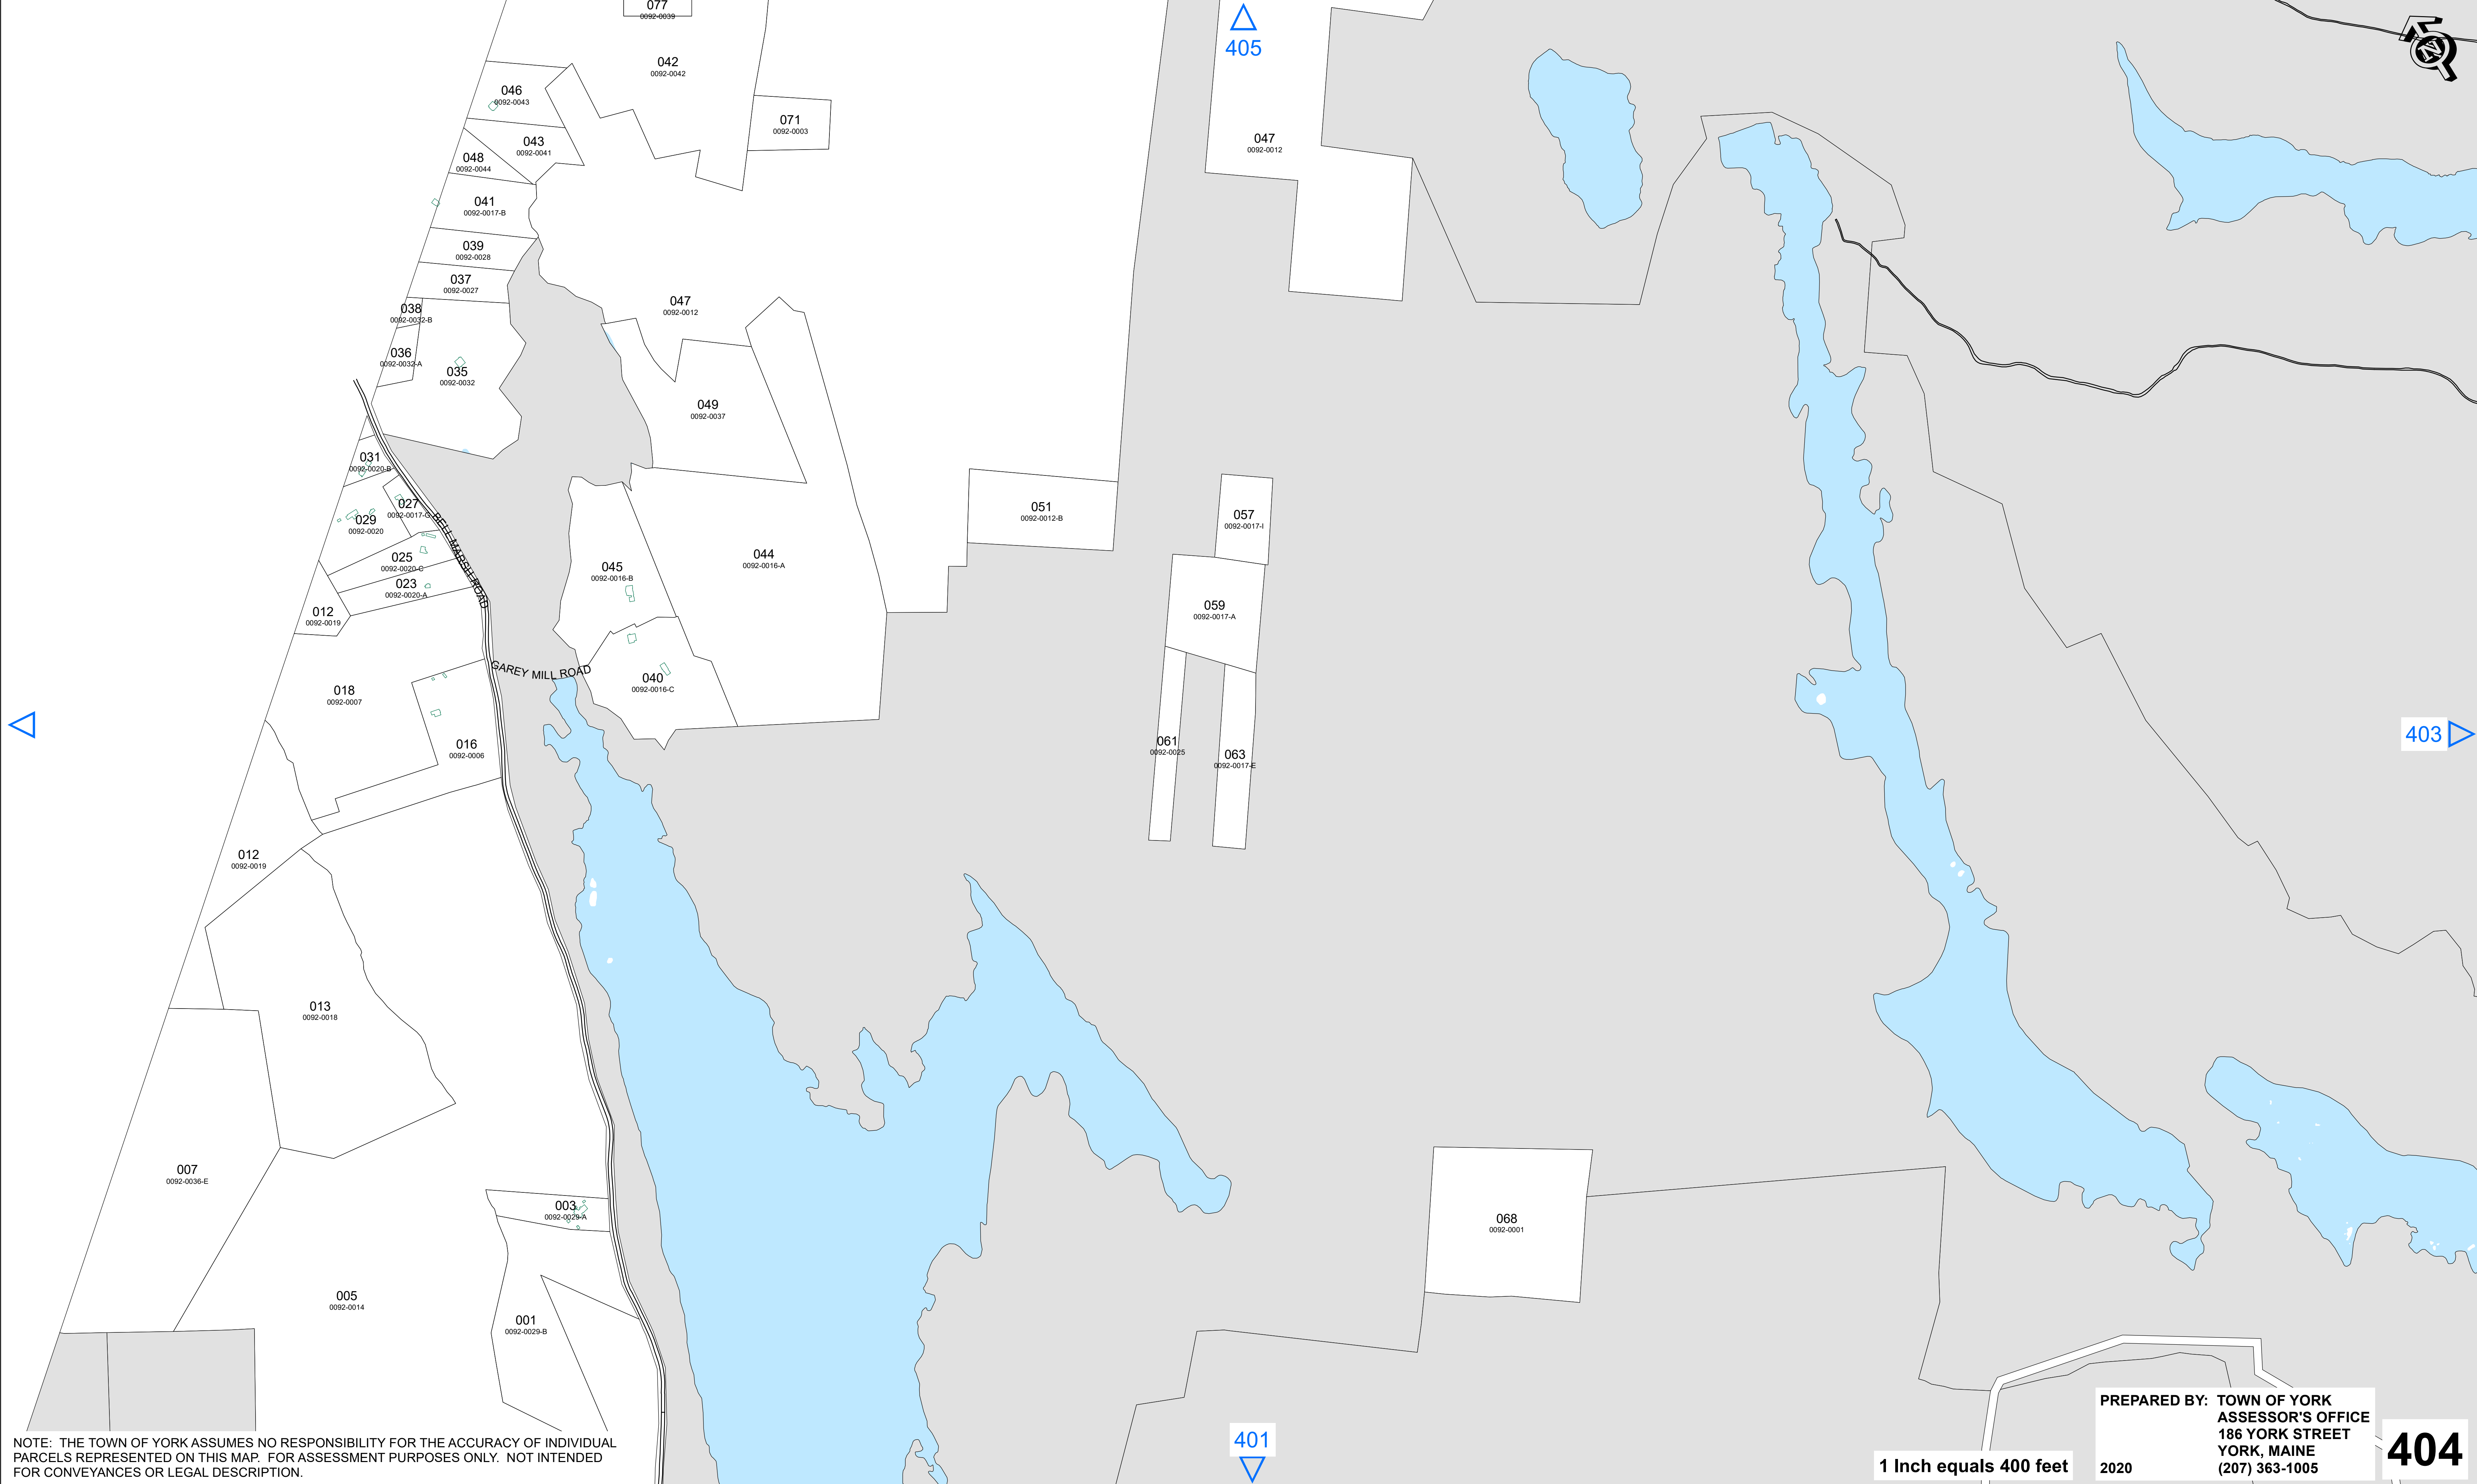 077
0092-0039
405
N
042
0092-0042
046
0092-0043
071
0092-0003
043
0092-0041
047
0092-0012
048
0092-0044
041
0092-0017-B
039
0092-0028
037
0092-0027
038
0092-0032-B
047
0092-0012
036
0092-0032-A
035
0092-0032
049
0092-0037
031
0092-0020-B
027
0092-0017-G
029
0092-0020
BELL MARSH ROAD
051
0092-0012-B
057
0092-0017-I
025
0092-0020-C
044
0092-0016-A
045
0092-0016-B
023
0092-0020-A
012
0092-0019
059
0092-0017-A
GAREY MILL ROAD
040
0092-0016-C
018
0092-0007
016
0092-0006
061
0092-0025
063
0092-0017-E
403
012
0092-0019
013
0092-0018
007
0092-0036-E
003
0092-0029-A
068
0092-0001
005
0092-0014
001
0092-0029-B
401
NOTE: THE TOWN OF YORK ASSUMES NO RESPONSIBILITY FOR THE ACCURACY OF INDIVIDUAL
PARCELS REPRESENTED ON THIS MAP. FOR ASSESSMENT PURPOSES ONLY. NOT INTENDED
FOR CONVEYANCES OR LEGAL DESCRIPTION.
1 Inch equals 400 feet
PREPARED BY: TOWN OF YORK
ASSESSOR'S OFFICE
186 YORK STREET
YORK, MAINE
2020 (207) 363-1005
404